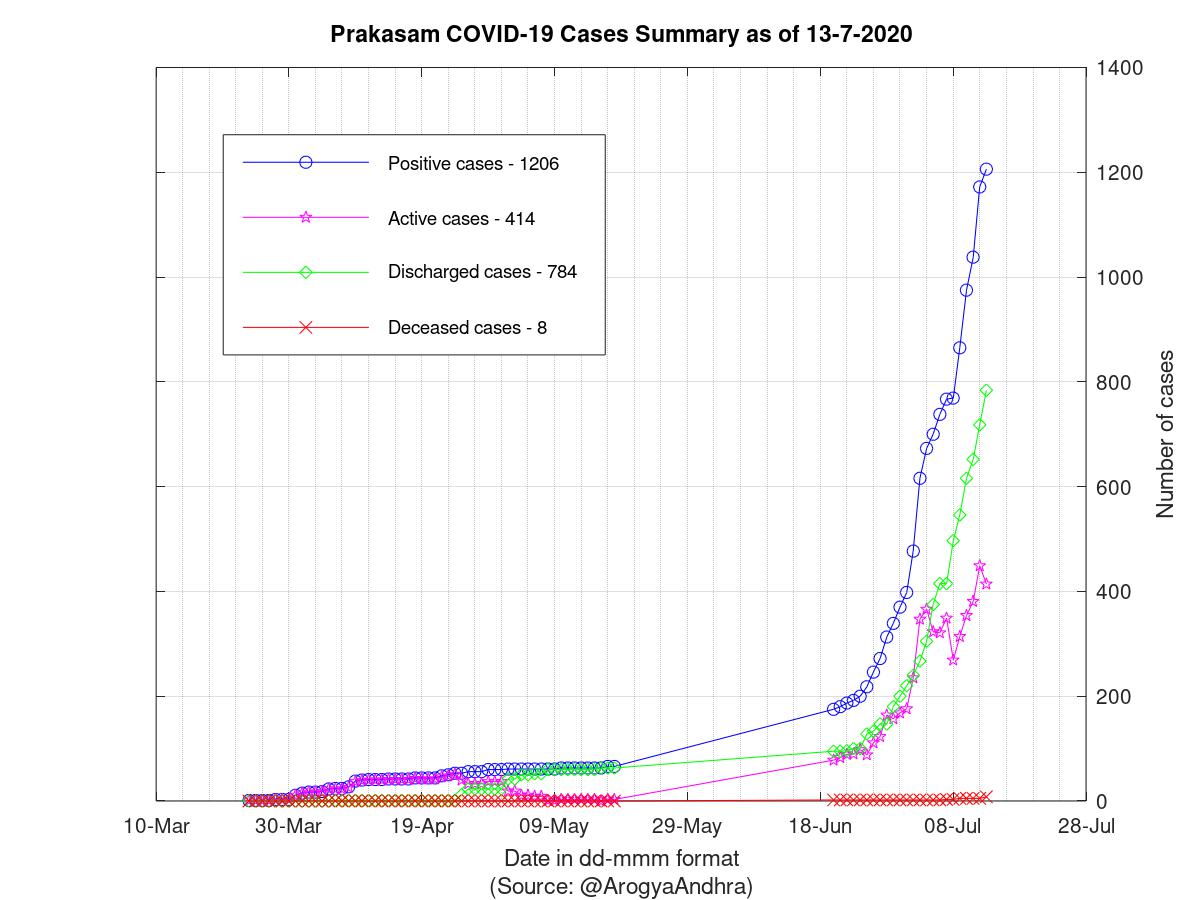 Prakasam COVID-19 Cases Summary as of 13-7-2020
Positive cases - 1206
Active cases - 414
Discharged cases - 784
Deceased cases - 8
1400
1200
1000
800
600
400
200
0
Number of cases
10-Mar 30-Mar 19-Apr 09-May 29-May 18-Jun 08-Jul 28-Jul
Date in dd-mmm format
(Source: @ArogyaAndhra)